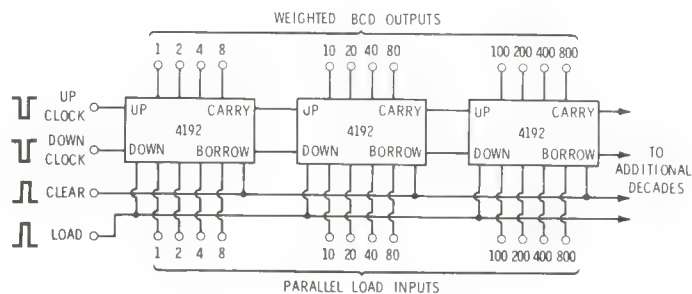 WEIGHTED BCD OUTPUTS
1 2 4 8 10 20 40 80 100 200 400 800
UP CLOCK
UP CARRY
4192
DOWN BORROW
UP CARRY
4192
DOWN BORROW
UP CARRY
4192
DOWN BORROW
DOWN CLOCK
CLEAR
LOAD
TO ADDITIONAL DECADES
1 2 4 8 10 20 40 80 100 200 400 800
PARALLEL LOAD INPUTS